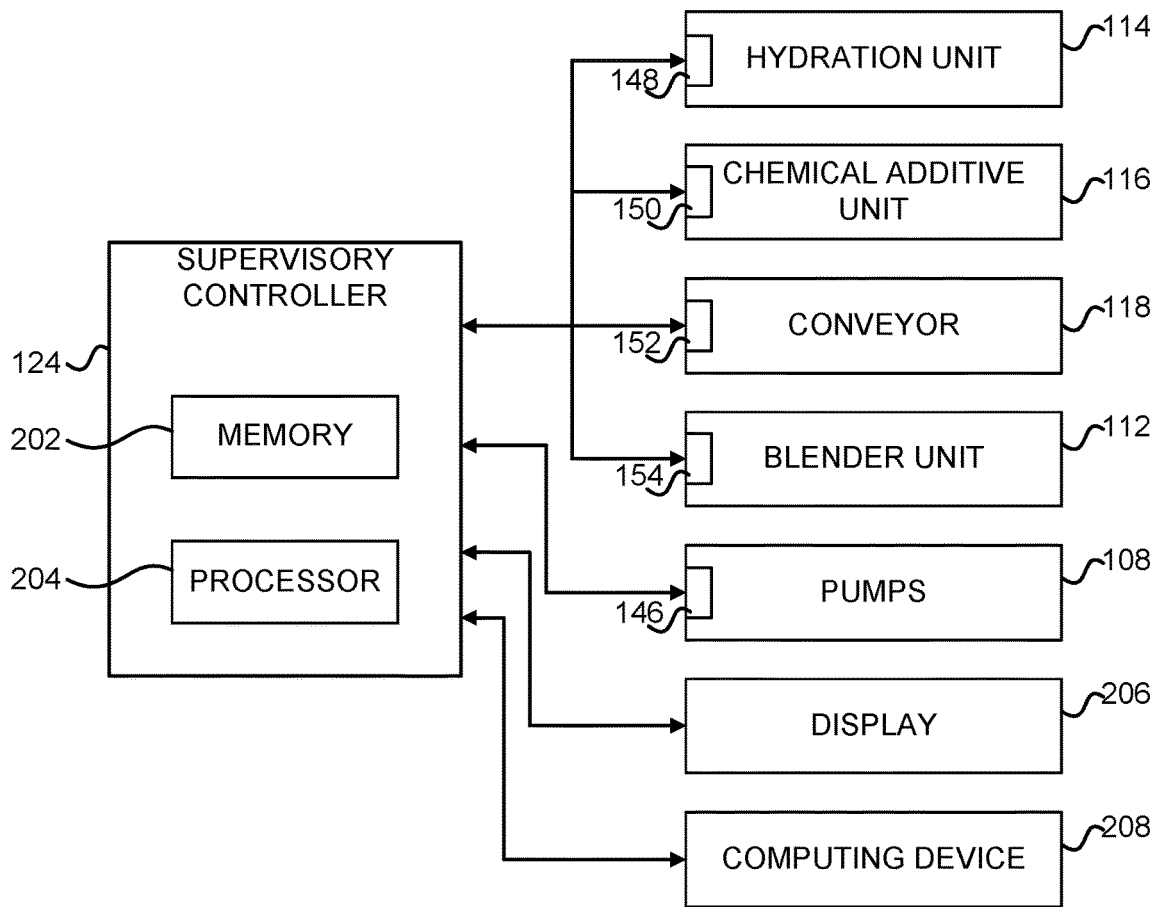 HYDRATION UNIT
114
148
CHEMICAL ADDITIVE
UNIT
116
150
SUPERVISORY
CONTROLLER
CONVEYOR
118
152
124
MEMORY
202
BLENDER UNIT
112
154
PROCESSOR
204
PUMPS
108
146
DISPLAY
206
COMPUTING DEVICE
208